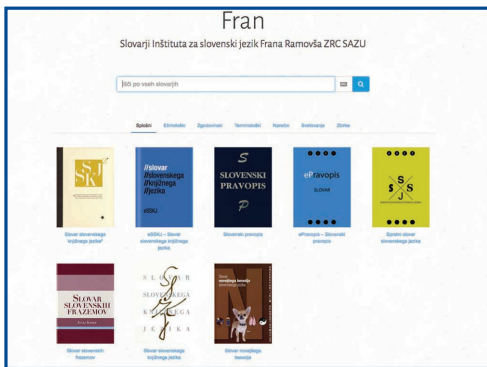 Fran
Slovarji Inštituta za slovenski jezik Frana Ramovša ZRC SAZU
Išči po vseh slovarjih
Splošni Etimološki Zgodovinski Terminološki Narečni Svetovanje Zbirke
S J
S K J
//slovar
//slovenskega
//knjižnega
//jezika
eSSKJ
S
SLOVENSKI
PRAVOPIS
P
ePravopis
SLOVAR
S
S S
J
Slovar slovenskega
knjižnega jezika²
eSSKJ – Slovar
slovenskega knjižnega
jezika
Slovenski pravopis
ePravopis – Slovenski
pravopis
Sprotni slovar
slovenskega jezika
SLOVAR
SLOVENSKIH
FRAZEMOV
SLOVAR
SLOVENSKEGA
KNJIŽNEGA
JEZIKA
Slovar
novejšega besedja
Slovar slovenskih
frazemov
Slovar slovenskega
knjižnega jezika
Slovar novejšega
besedja